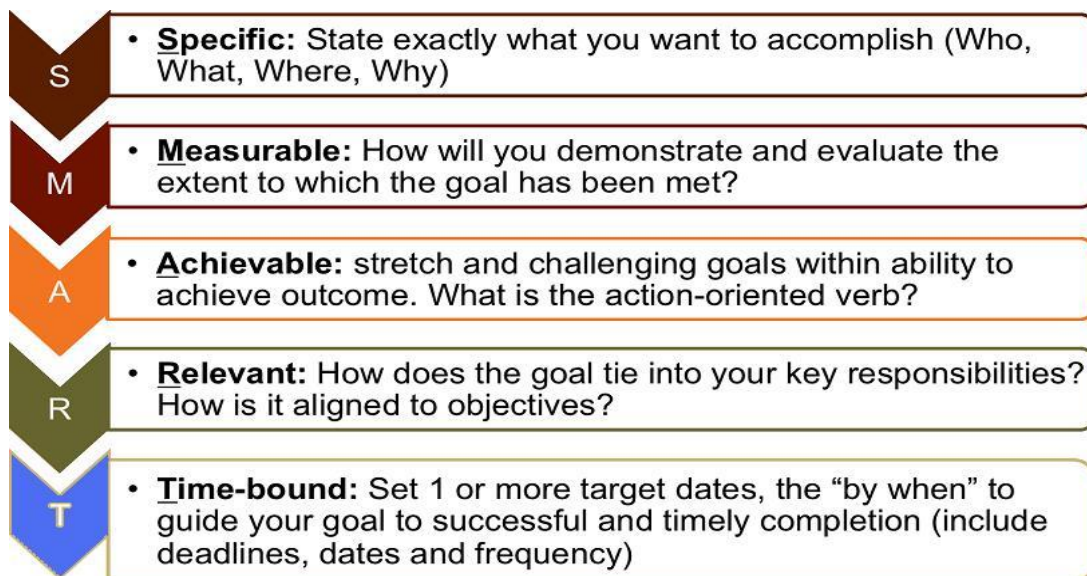 S
• Specific: State exactly what you want to accomplish (Who,
What, Where, Why)
M
• Measurable: How will you demonstrate and evaluate the
extent to which the goal has been met?
A
• Achievable: stretch and challenging goals within ability to
achieve outcome. What is the action-oriented verb?
R
• Relevant: How does the goal tie into your key responsibilities?
How is it aligned to objectives?
T
• Time-bound: Set 1 or more target dates, the “by when” to
guide your goal to successful and timely completion (include
deadlines, dates and frequency)